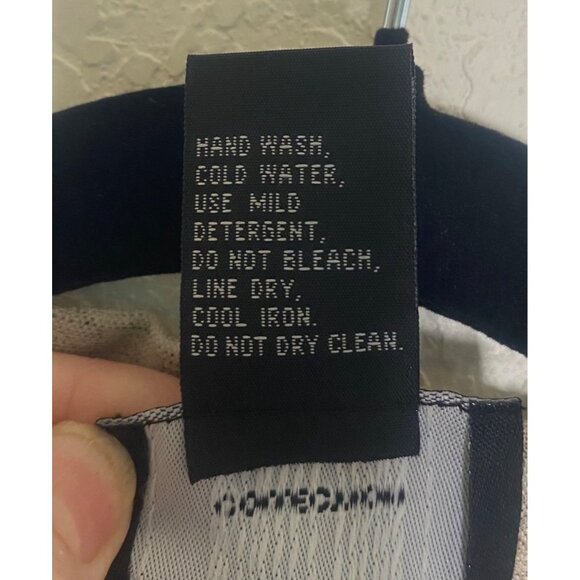 HAND WASH,
COLD WATER,
USE MILD
DETERGENT,
DO NOT BLEACH,
LINE DRY,
COOL IRON.
DO NOT DRY CLEAN.